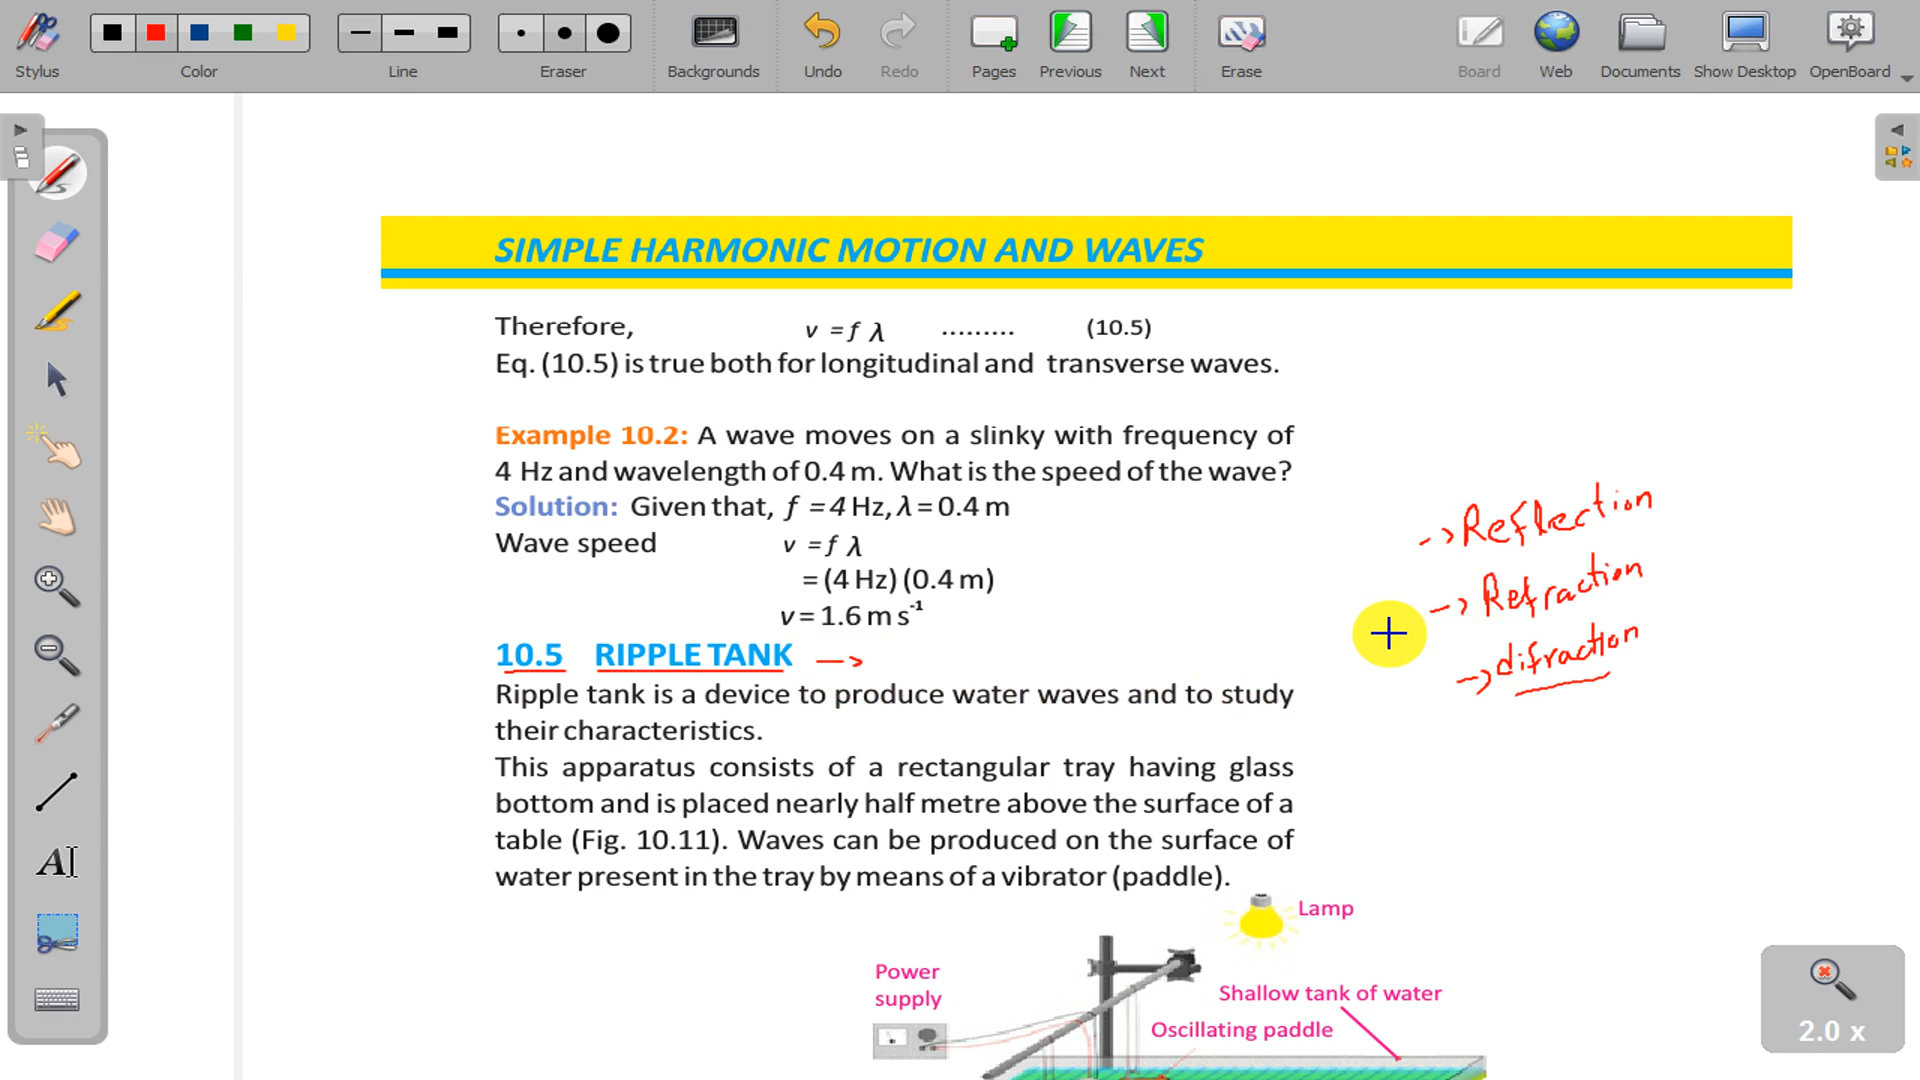 Stylus Color Line Eraser Backgrounds Undo Redo Pages Previous Next Erase Board Web Documents Show Desktop OpenBoard
SIMPLE HARMONIC MOTION AND WAVES
Therefore, v = f λ ......... (10.5)
Eq. (10.5) is true both for longitudinal and transverse waves.
Example 10.2: A wave moves on a slinky with frequency of
4 Hz and wavelength of 0.4 m. What is the speed of the wave?
Solution: Given that, f = 4 Hz, λ = 0.4 m
Wave speed v = f λ
= (4 Hz) (0.4 m)
v = 1.6 m s⁻¹
10.5 RIPPLE TANK
Ripple tank is a device to produce water waves and to study
their characteristics.
This apparatus consists of a rectangular tray having glass
bottom and is placed nearly half metre above the surface of a
table (Fig. 10.11). Waves can be produced on the surface of
water present in the tray by means of a vibrator (paddle).
Reflection
Refraction
difraction
Lamp
Power
supply
Shallow tank of water
Oscillating paddle
2.0 x